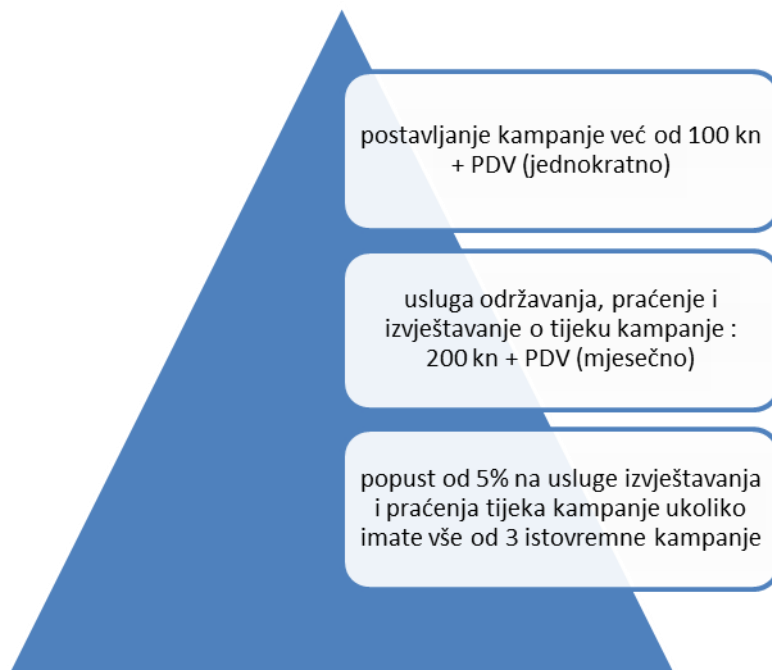 postavljanje kampanje već od 100 kn
+ PDV (jednokratno)
usluga održavanja, praćenje i
izvještavanje o tijeku kampanje :
200 kn + PDV (mjesečno)
popust od 5% na usluge izvještavanja
i praćenja tijeka kampanje ukoliko
imate vše od 3 istovremne kampanje